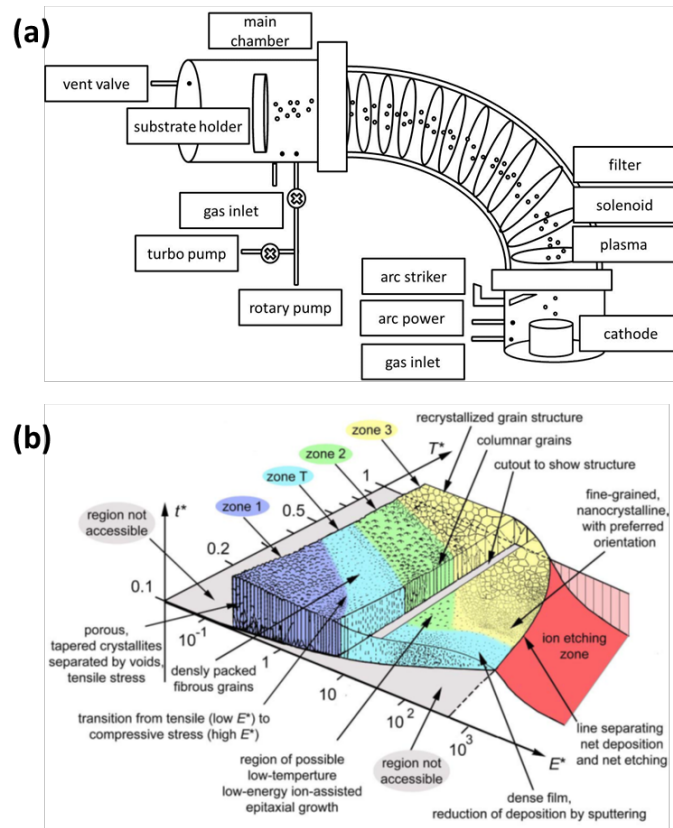 (a)
main
chamber
vent valve
substrate holder
gas inlet
turbo pump
rotary pump
filter
solenoid
plasma
arc striker
arc power
gas inlet
cathode
(b)
recrystallized grain structure
columnar grains
cutout to show structure
zone 3
zone 2
zone T
zone 1
T*
t*
region not
accessible
fine-grained,
nanocrystalline,
with preferred
orientation
1
0.5
0.2
0.1
10-1
1
10
102
103
E*
porous,
tapered crystallites
separated by voids,
tensile stress
densly packed
fibrous grains
transition from tensile (low E*) to
compressive stress (high E*)
region of possible
low-temperture
low-energy ion-assisted
epitaxial growth
region not
accessible
ion etching
zone
line separating
net deposition
and net etching
dense film,
reduction of deposition by sputtering